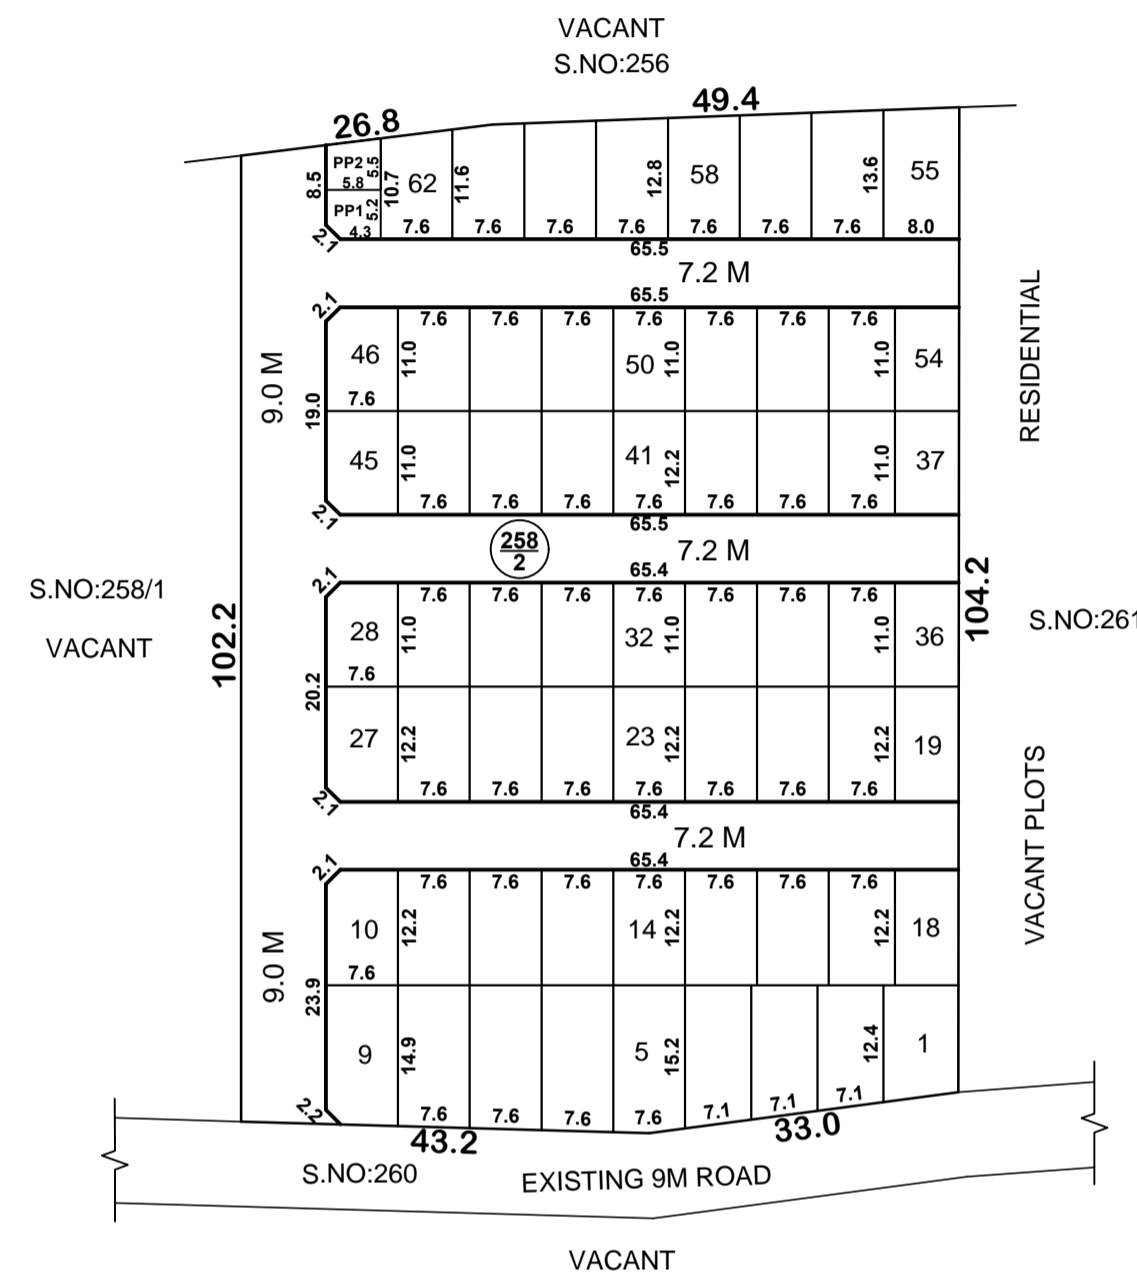 VACANT
S.NO:256
49.4
26.8
PP2 5.5
5.8
8.5
PP1 5.2
4.3
2.1
10.7 62 11.6 12.8 58 13.6 55
7.6 7.6 7.6 7.6 7.6 7.6 7.6 8.0
65.5
7.2 M
65.5
2.1
7.6 7.6 7.6 7.6 7.6 7.6 7.6
46 11.0 50 11.0 11.0 54
7.6
9.0 M
19.0
RESIDENTIAL
45 11.0 41 12.2 11.0 37
7.6 7.6 7.6 7.6 7.6 7.6 7.6
2.1
65.5
258
2
7.2 M
65.4
2.1
S.NO:258/1
VACANT
102.2
104.2
S.NO:261
7.6 7.6 7.6 7.6 7.6 7.6 7.6
28 11.0 32 11.0 11.0 36
7.6
20.2
27 12.2 23 12.2 12.2 19
7.6 7.6 7.6 7.6 7.6 7.6 7.6
2.1
65.4
7.2 M
65.4
2.1
VACANT PLOTS
7.6 7.6 7.6 7.6 7.6 7.6 7.6
10 12.2 14 12.2 12.2 18
7.6
9.0 M
23.9
9 14.9 5 15.2 12.4 1
7.6 7.6 7.6 7.6 7.1 7.1 7.1
2.2
43.2
33.0
S.NO:260
EXISTING 9M ROAD
VACANT